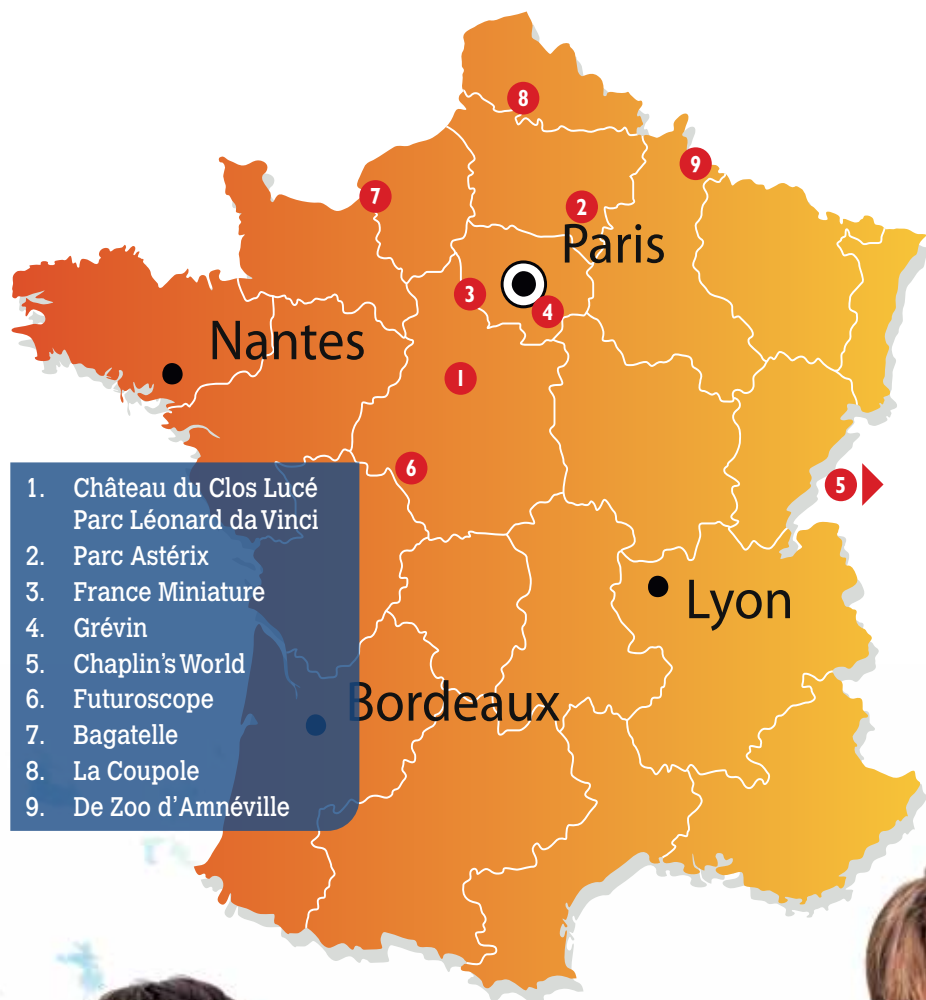 8
9
7
2
Paris
3
4
Nantes
1
6
5
1. Château du Clos Lucé
Parc Léonard da Vinci
2. Parc Astérix
3. France Miniature
4. Grévin
5. Chaplin's World
6. Futuroscope
7. Bagatelle
8. La Coupole
9. De Zoo d'Amnéville
Lyon
Bordeaux